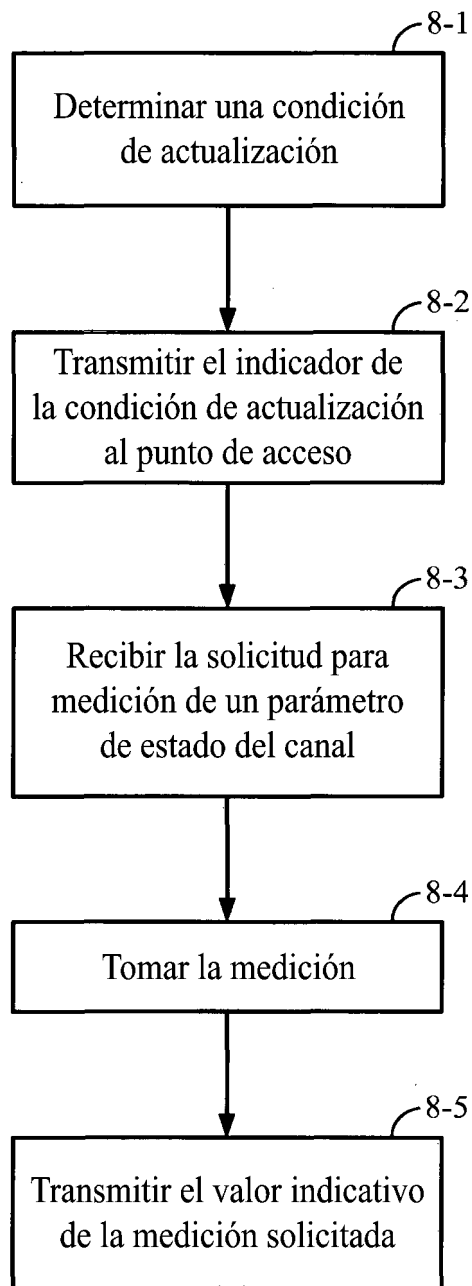 8-1
Determinar una condición
de actualización
8-2
Transmitir el indicador de
la condición de actualización
al punto de acceso
8-3
Recibir la solicitud para
medición de un parámetro
de estado del canal
8-4
Tomar la medición
8-5
Transmitir el valor indicativo
de la medición solicitada